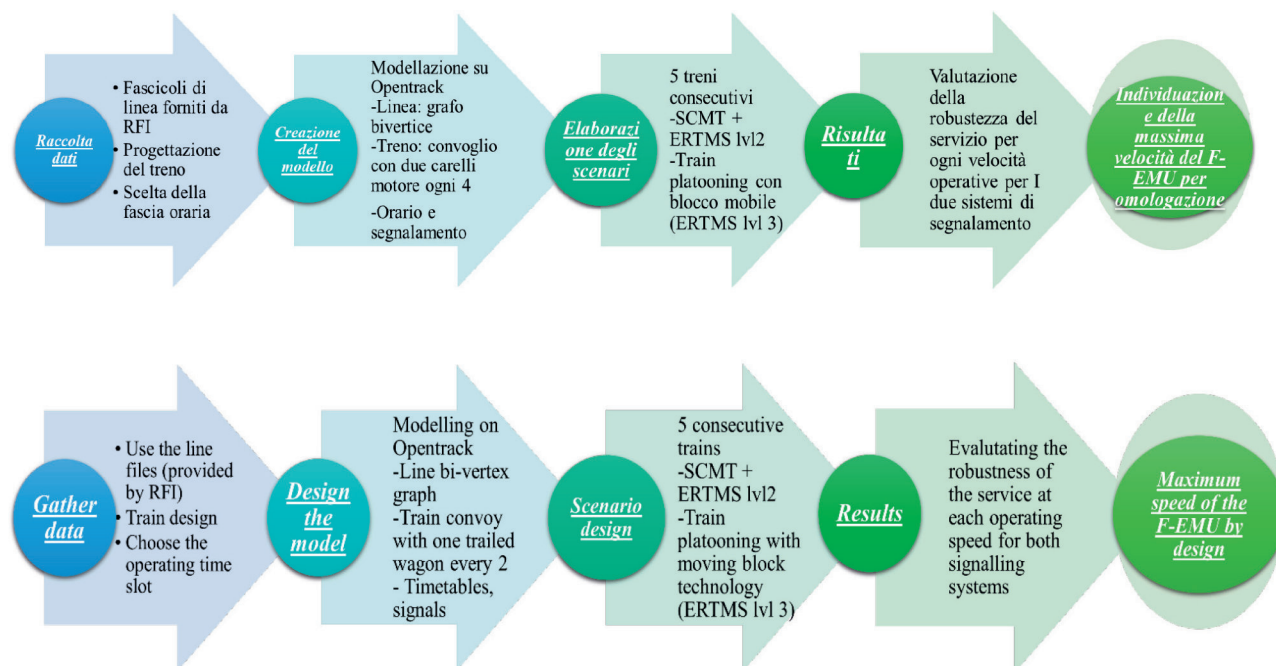 Raccolta
dati
• Fascicoli di
linea forniti da
RFI
• Progettazione
del treno
• Scelta della
fascia oraria
Creazione
del
modello
Modellazione su
Opentrack
-Linea: grafo
bivertice
-Treno: convoglio
con due carelli
motore ogni 4
-Orario e
segnalamento
Elaborazi
one degli
scenari
5 treni
consecutivi
-SCMT +
ERTMS lvl2
-Train
platooning con
blocco mobile
(ERTMS lvl 3)
Risulta
ti
Valutazione
della
robustezza del
servizio per
ogni velocità
operative per I
due sistemi di
segnalamento
Individuazion
e della
massima
velocità del F-
EMU per
omologazione
Gather
data
• Use the line
files (provided
by RFI)
• Train design
• Choose the
operating time
slot
Design
the
model
Modelling on
Opentrack
-Line bi-vertex
graph
-Train convoy
with one trailed
wagon every 2
- Timetables,
signals
Scenario
design
5 consecutive
trains
-SCMT +
ERTMS lvl2
-Train
platooning with
moving block
technology
(ERTMS lvl 3)
Results
Evalutating the
robustness of
the service at
each operating
speed for both
signalling
systems
Maximum
speed of the
F-EMU by
design